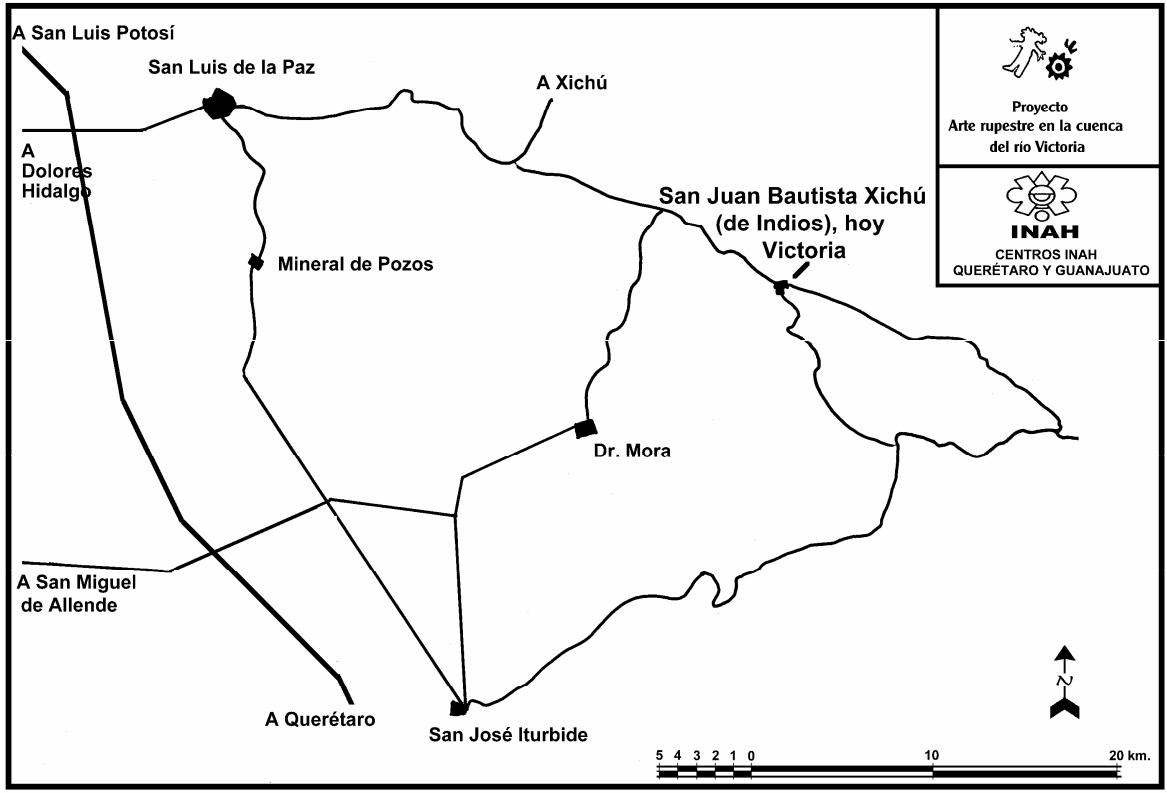 A San Luis Potosí
San Luis de la Paz
A Xichú
A
Dolores
Hidalgo
San Juan Bautista Xichú
(de Indios), hoy
Victoria
Mineral de Pozos
Dr. Mora
A San Miguel
de Allende
A Querétaro
San José Iturbide
Proyecto
Arte rupestre en la cuenca
del río Victoria
INAH
CENTROS INAH
QUERÉTARO Y GUANAJUATO
N
5 4 3 2 1 0 10 20 km.